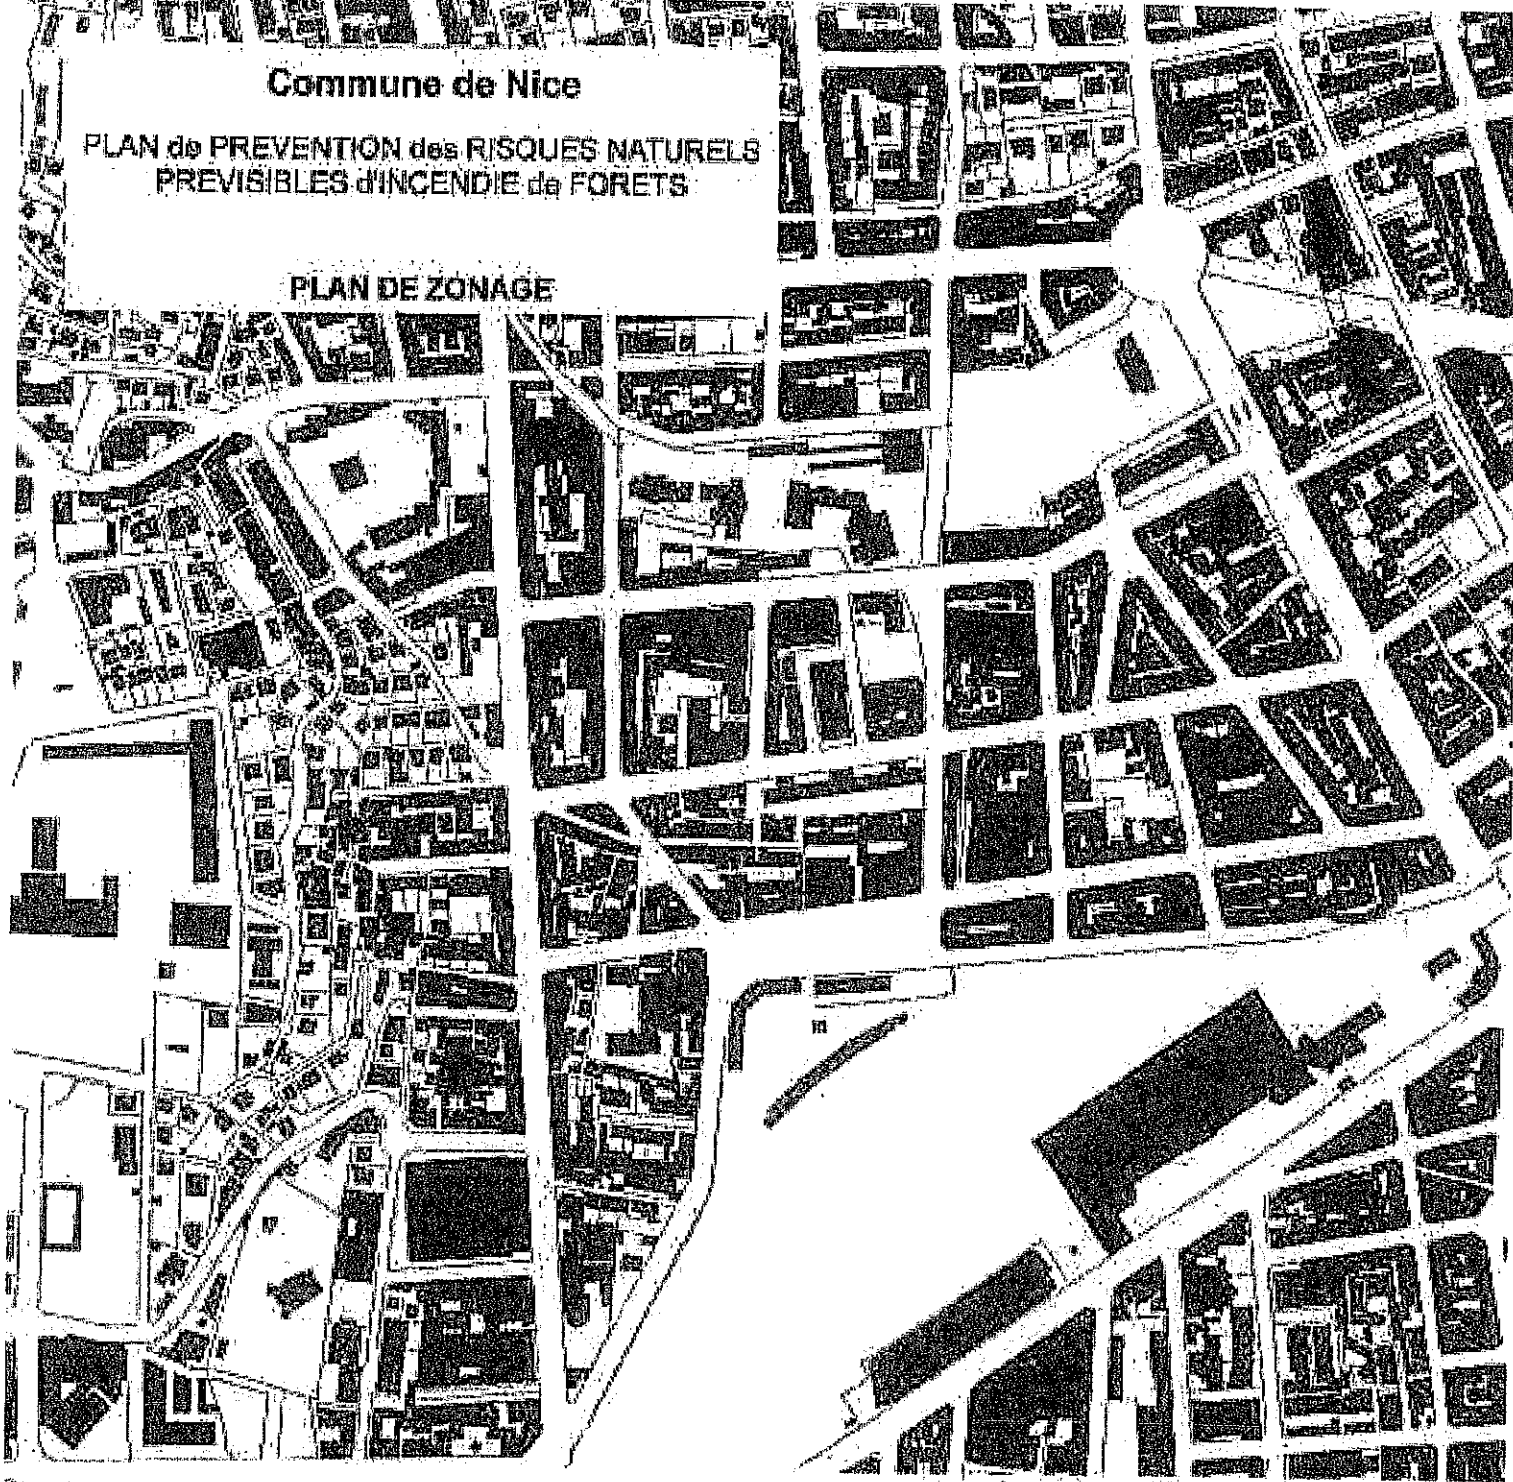 Commune de Nice
PLAN de PREVENTION des RISQUES NATURELS
PREVISIBLES d'INCENDIE de FORETS
PLAN DE ZONAGE